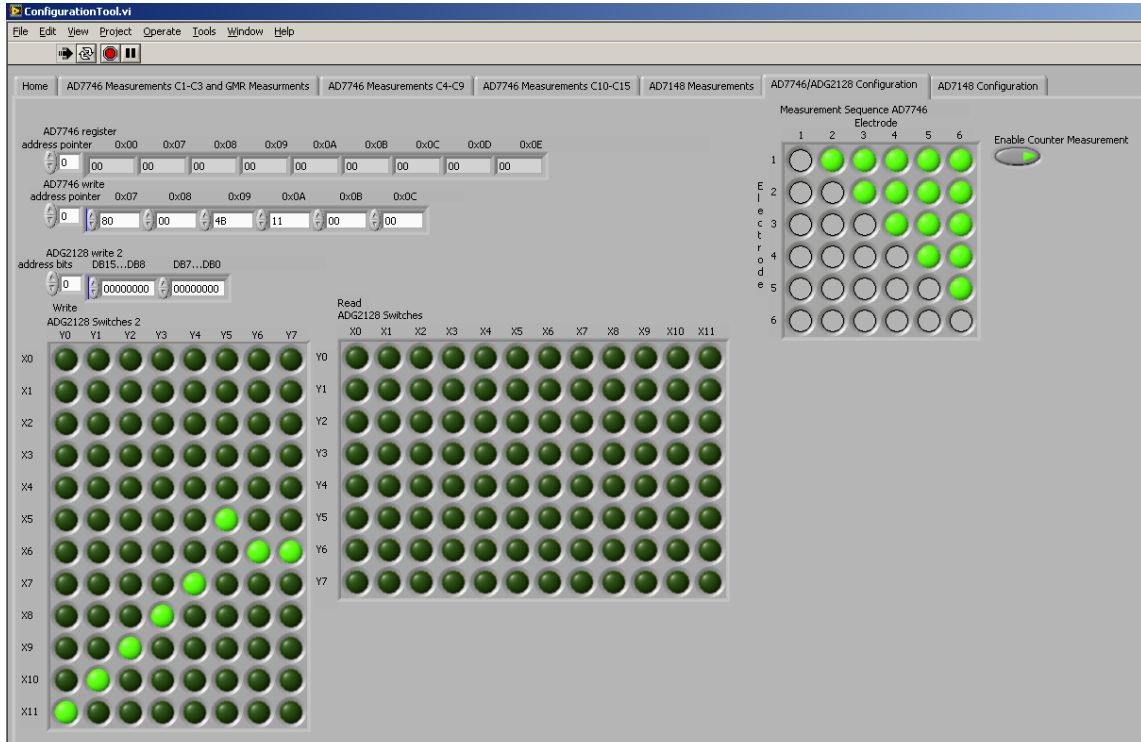 ConfigurationTool.vi
File Edit View Project Operate Tools Window Help
Home AD7746 Measurements C1-C3 and GMR Measurments AD7746 Measurements C4-C9 AD7746 Measurements C10-C15 AD7148 Measurements AD7746/ADG2128 Configuration AD7148 Configuration
Measurement Sequence AD7746
Electrode
1 2 3 4 5 6
Enable Counter Measurement
Electrode
1
2
3
4
5
6
AD7746 register
address pointer 0x00 0x07 0x08 0x09 0x0A 0x0B 0x0C 0x0D 0x0E
0 00 00 00 00 00 00 00 00 00
AD7746 write
address pointer 0x07 0x08 0x09 0x0A 0x0B 0x0C
0 80 00 4B 11 00 00
ADG2128 write 2
address bits DB15...DB8 DB7...DB0
0 00000000 00000000
Write
ADG2128 Switches 2
Y0 Y1 Y2 Y3 Y4 Y5 Y6 Y7
X0
X1
X2
X3
X4
X5
X6
X7
X8
X9
X10
X11
Read
ADG2128 Switches
X0 X1 X2 X3 X4 X5 X6 X7 X8 X9 X10 X11
Y0
Y1
Y2
Y3
Y4
Y5
Y6
Y7